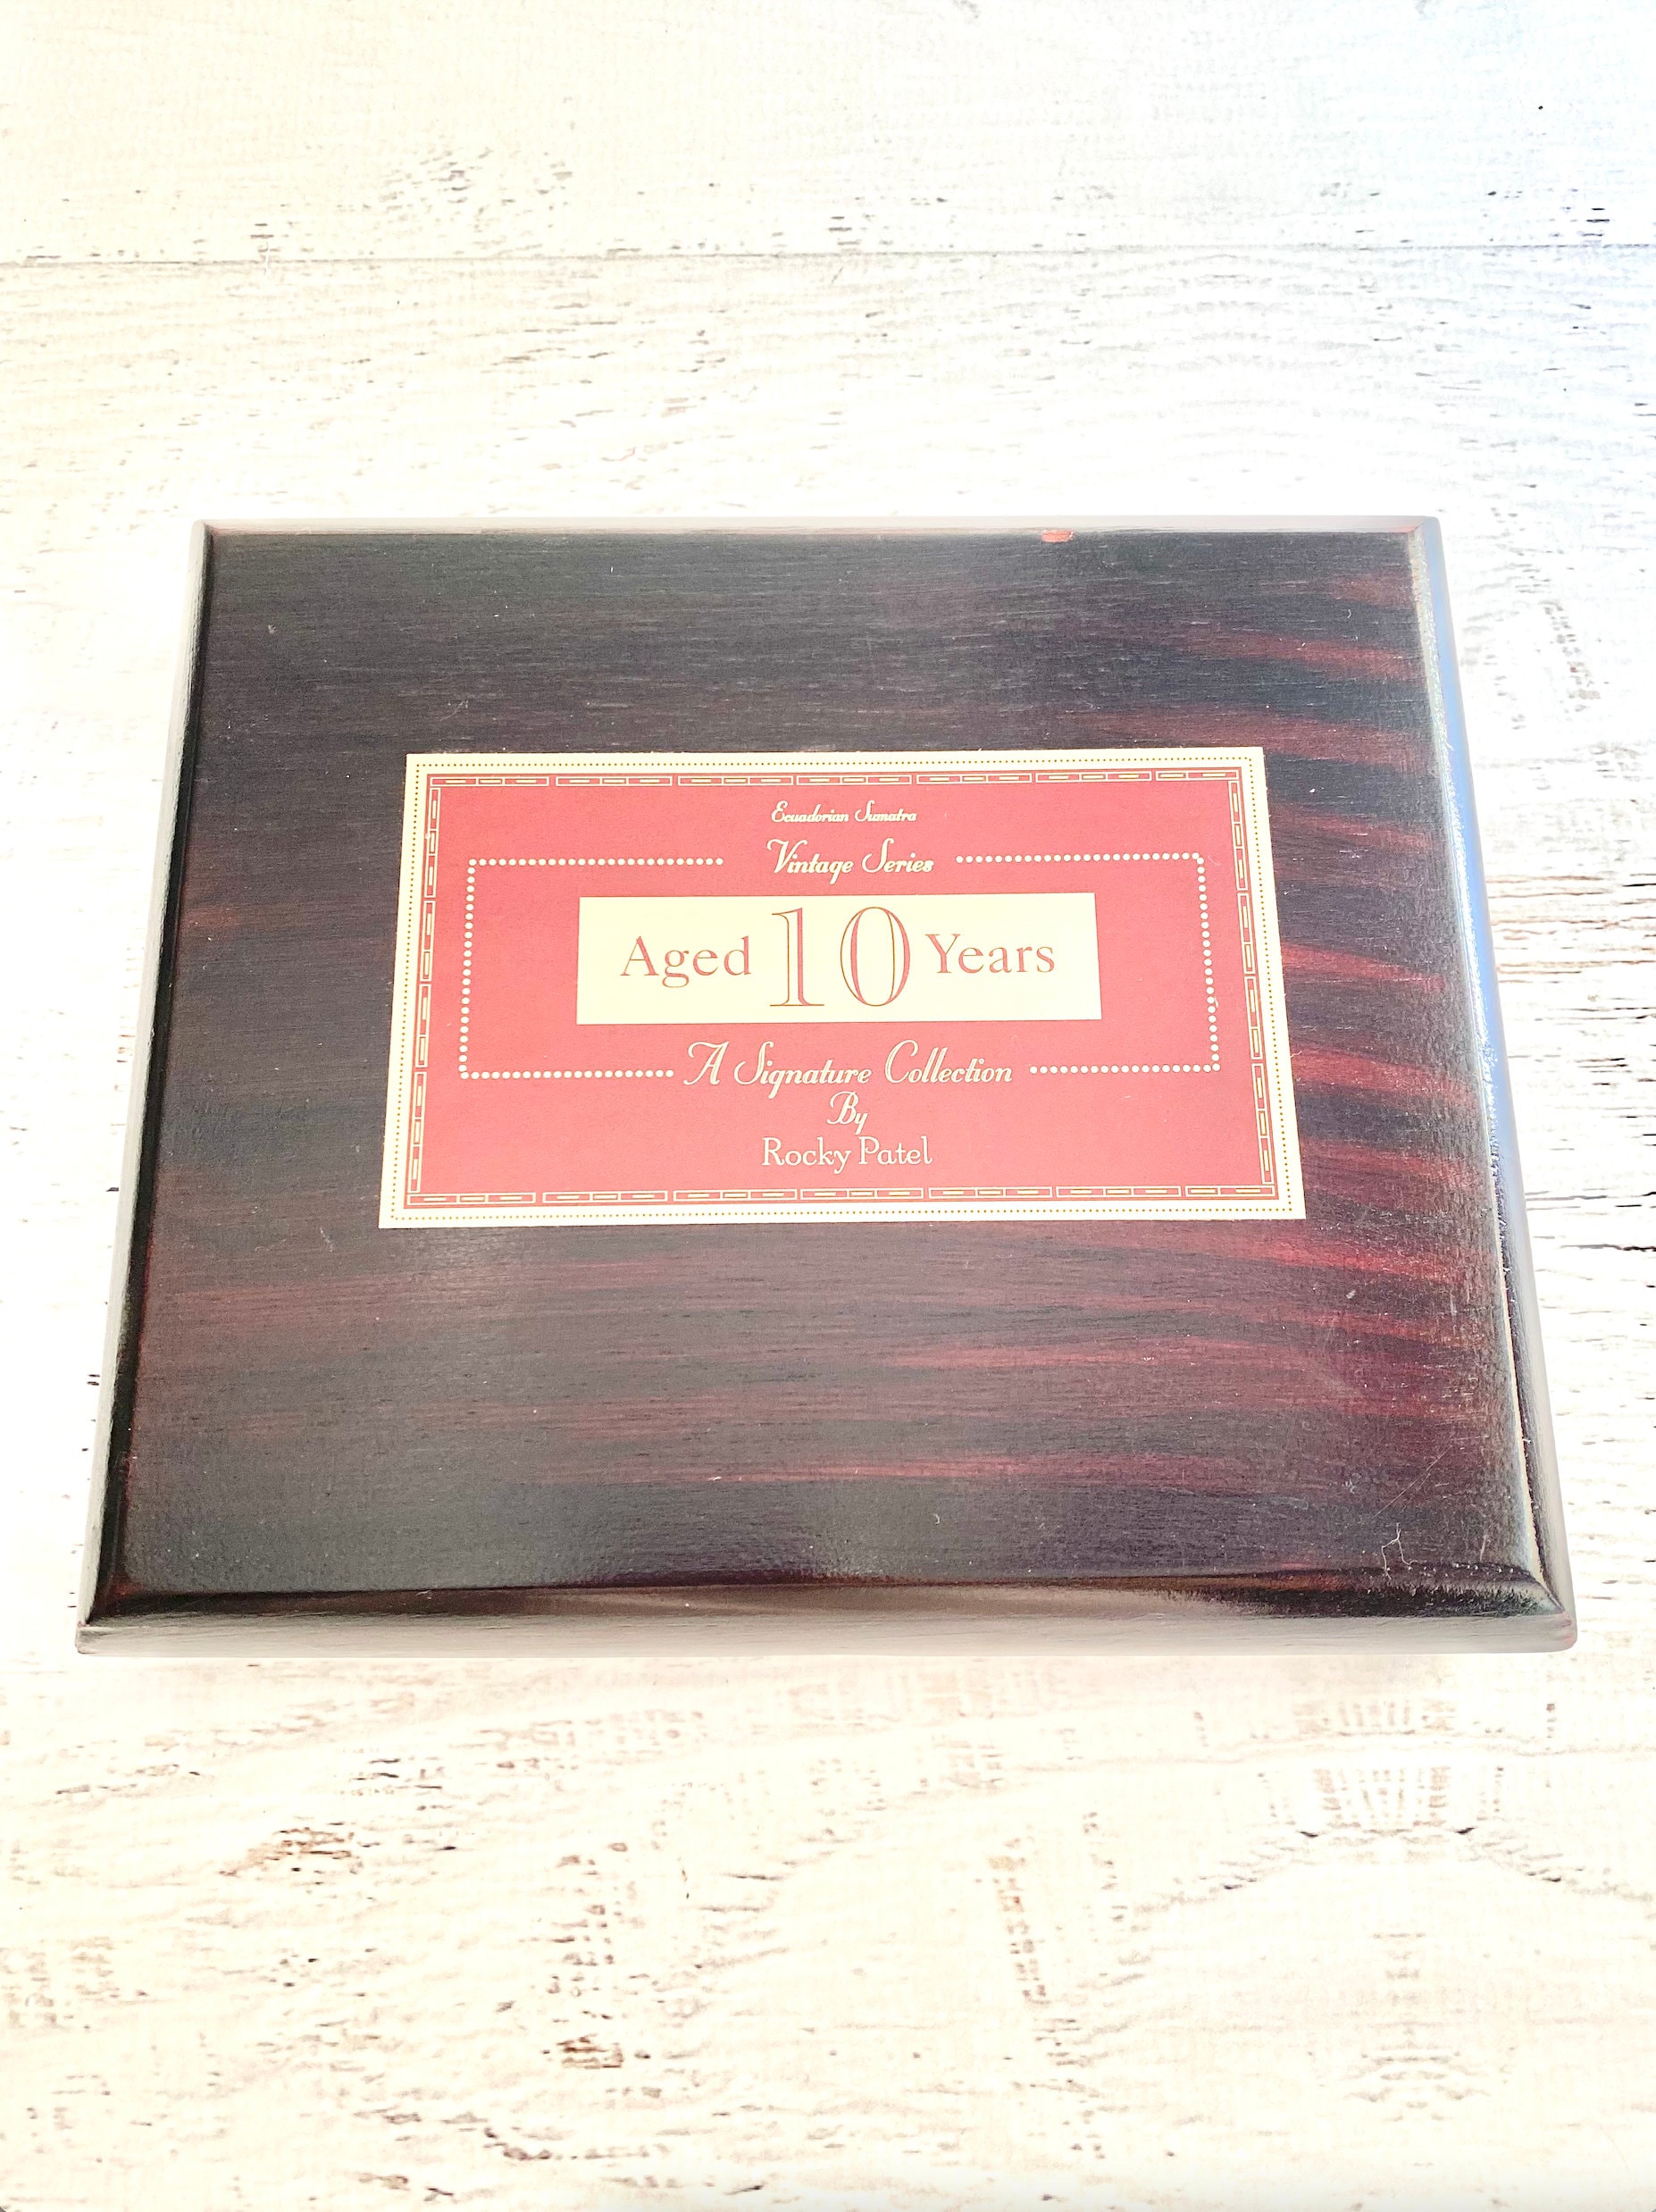 Ecuadorian Sumatra
Vintage Series
Aged 10 Years
A Signature Collection
By
Rocky Patel